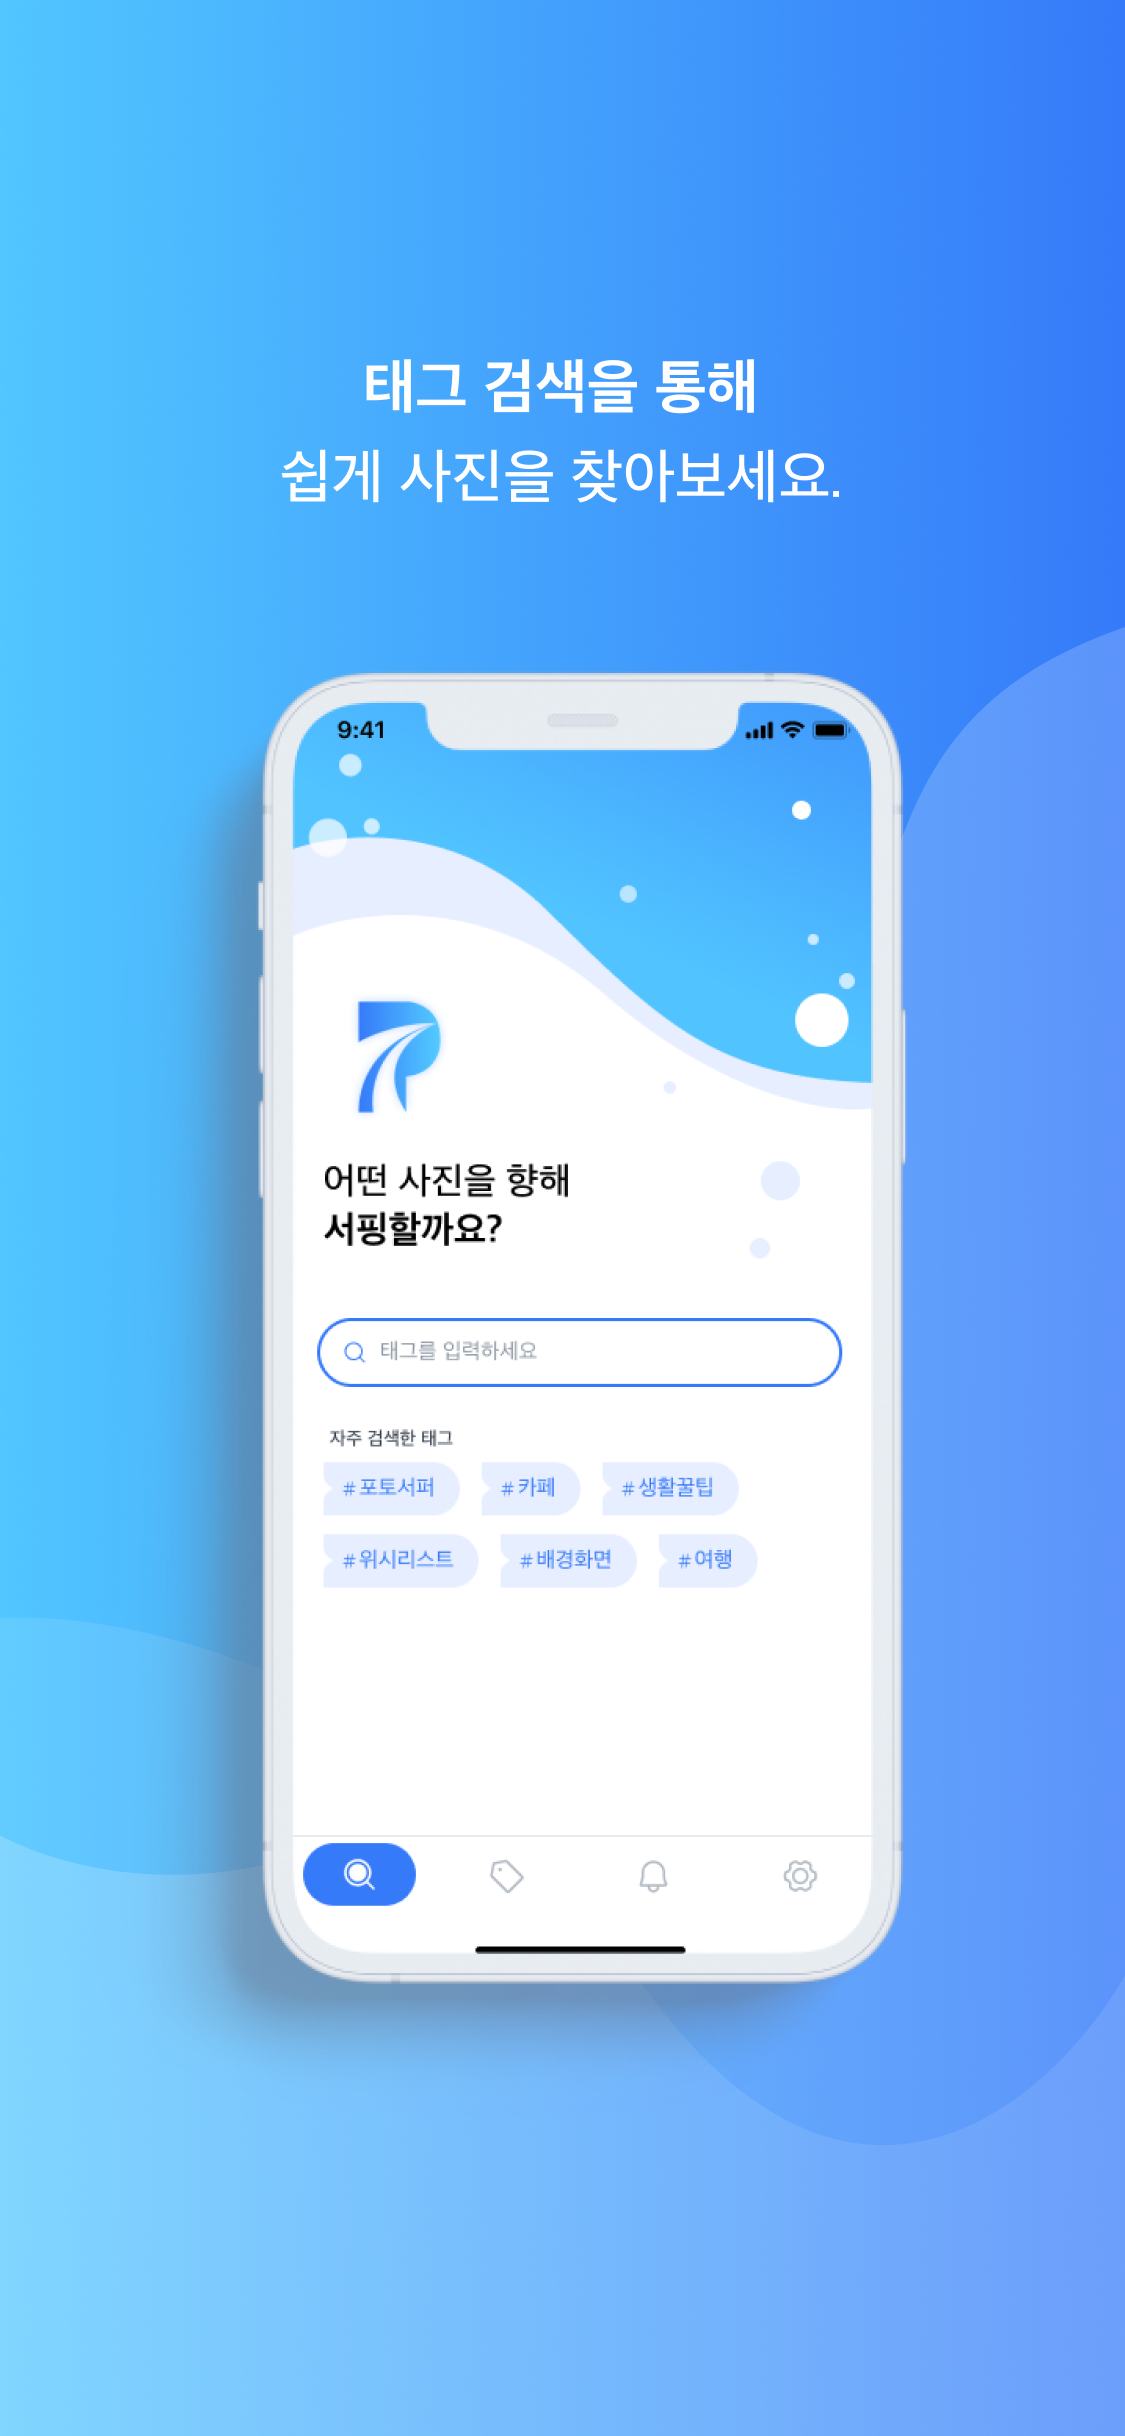 태그 검색을 통해
쉽게 사진을 찾아보세요.
9:41
어떤 사진을 향해
서핑할까요?
태그를 입력하세요
자주 검색한 태그
#포토서퍼 #카페 #생활꿀팁
#위시리스트 #배경화면 #여행